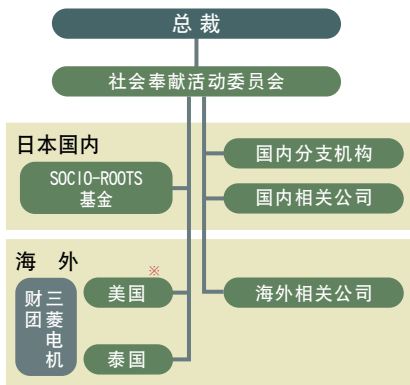 总裁
社会奉献活动委员会
日本国内
SOCIO-ROOTS
基金
国内分支机构
国内相关公司
海 外
三菱电机
财团
※
美国
泰国
海外相关公司